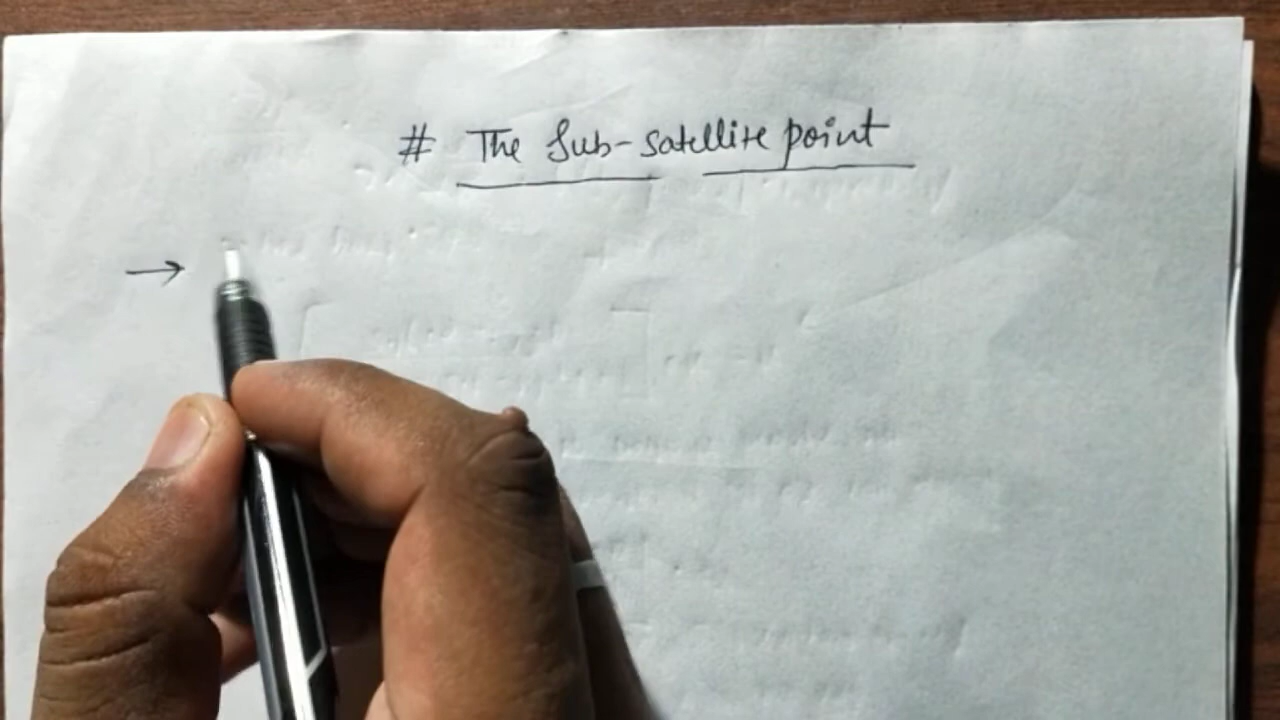 # The Sub-satellite point
→